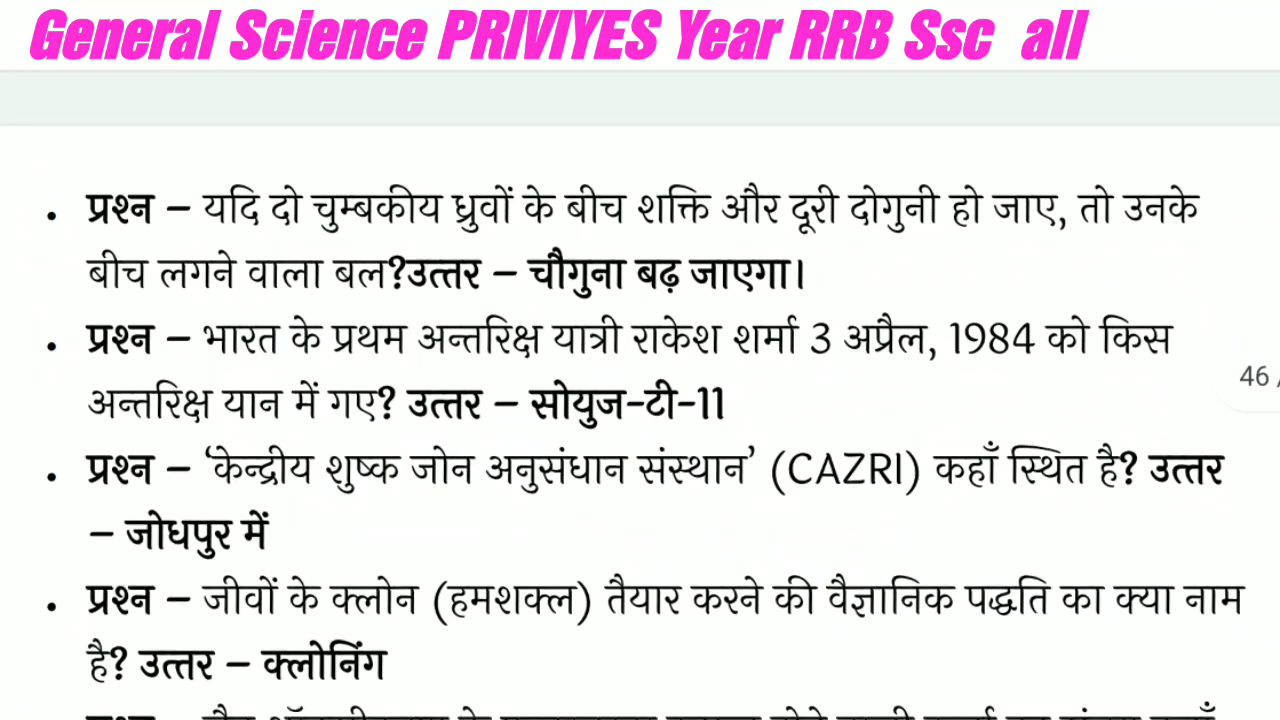 General Science PRIVIYES Year RRB Ssc all
• प्रश्न – यदि दो चुम्बकीय ध्रुवों के बीच शक्ति और दूरी दोगुनी हो जाए, तो उनके
बीच लगने वाला बल?उत्तर – चौगुना बढ़ जाएगा।
• प्रश्न – भारत के प्रथम अन्तरिक्ष यात्री राकेश शर्मा 3 अप्रैल, 1984 को किस
अन्तरिक्ष यान में गए? उत्तर – सोयुज-टी-11
46 /
• प्रश्न – ‘केन्द्रीय शुष्क जोन अनुसंधान संस्थान’ (CAZRI) कहाँ स्थित है? उत्तर
– जोधपुर में
• प्रश्न – जीवों के क्लोन (हमशक्ल) तैयार करने की वैज्ञानिक पद्धति का क्या नाम
है? उत्तर – क्लोनिंग